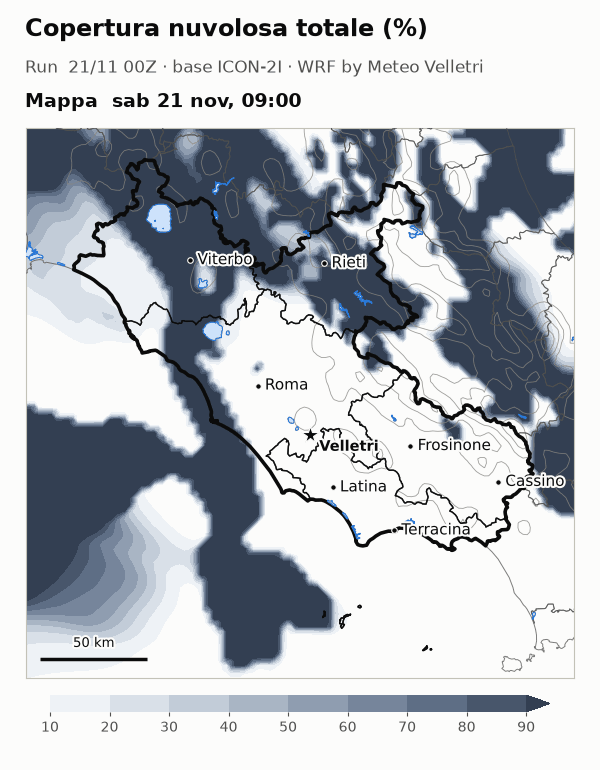 Copertura nuvolosa totale (%)
Run  21/11 00Z · base ICON-2I · WRF by Meteo Velletri
Mappa  sab 21 nov, 09:00
Viterbo
Rieti
Roma
Velletri
Frosinone
Cassino
Latina
Terracina
50 km
10 20 30 40 50 60 70 80 90